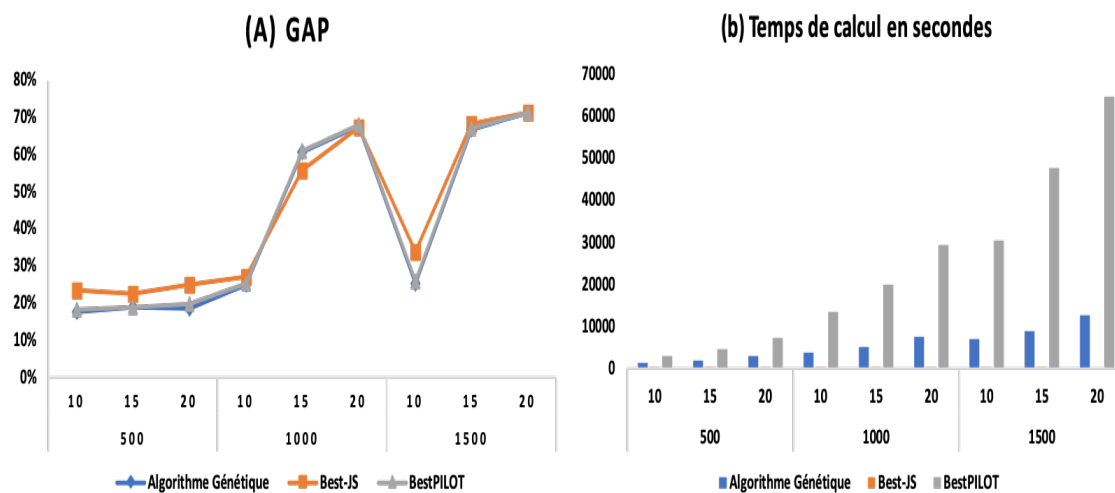 (A) GAP
80%
70%
60%
50%
40%
30%
20%
10%
0%
10 15 20 10 15 20 10 15 20
500 1000 1500
Algorithme Génétique Best-JS BestPILOT
(b) Temps de calcul en secondes
70000
60000
50000
40000
30000
20000
10000
0
10 15 20 10 15 20 10 15 20
500 1000 1500
Algorithme Génétique Best-JS BestPILOT